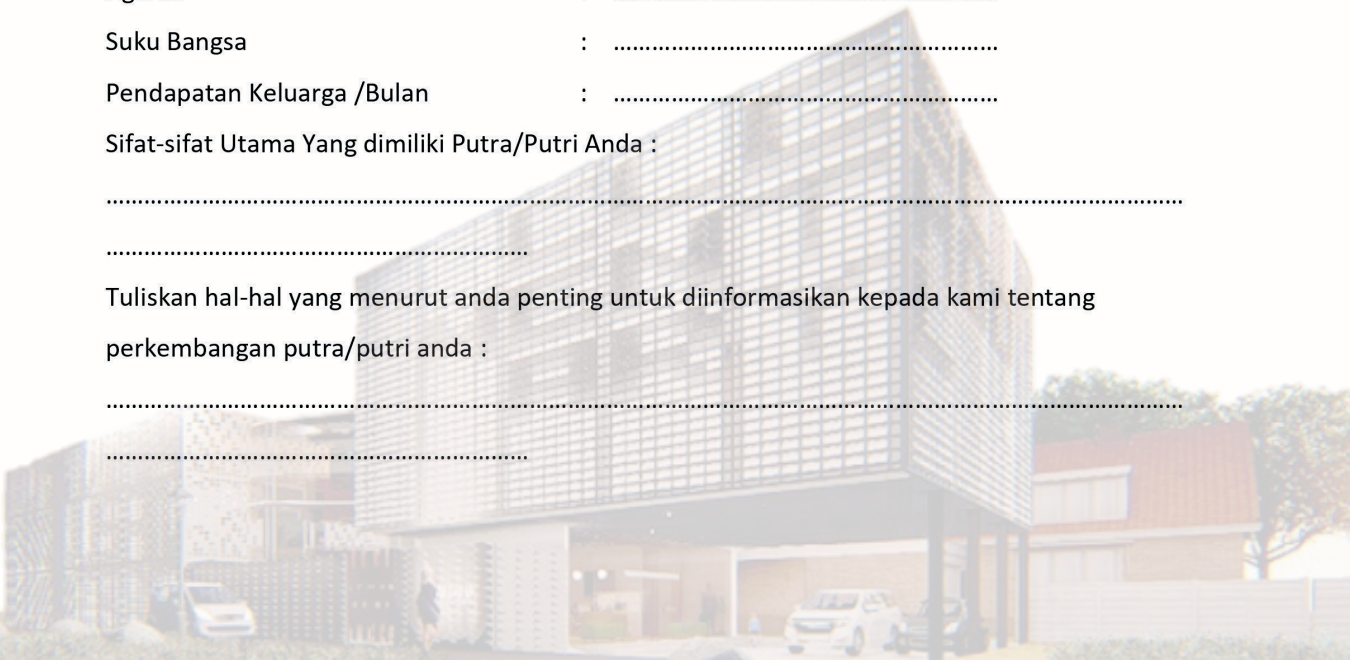 Suku Bangsa : ............................................................
Pendapatan Keluarga /Bulan : ............................................................
Sifat-sifat Utama Yang dimiliki Putra/Putri Anda :
........................................................................................................................................................................
..................................................................
Tuliskan hal-hal yang menurut anda penting untuk diinformasikan kepada kami tentang
perkembangan putra/putri anda :
........................................................................................................................................................................
..................................................................